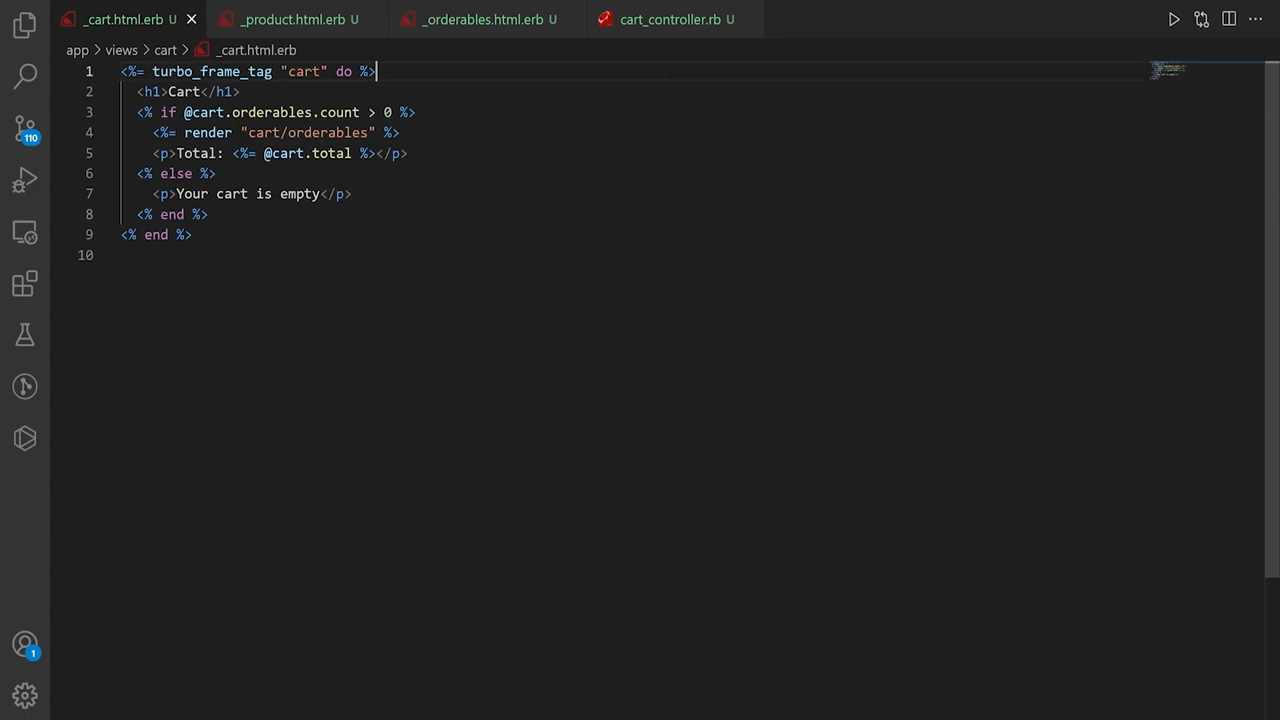 _cart.html.erb U
_product.html.erb U
_orderables.html.erb U
cart_controller.rb U
app > views > cart > _cart.html.erb
1 <%= turbo_frame_tag "cart" do %>
2 <h1>Cart</h1>
3 <% if @cart.orderables.count > 0 %>
4 <%= render "cart/orderables" %>
5 <p>Total: <%= @cart.total %></p>
6 <% else %>
7 <p>Your cart is empty</p>
8 <% end %>
9 <% end %>
10
110
1